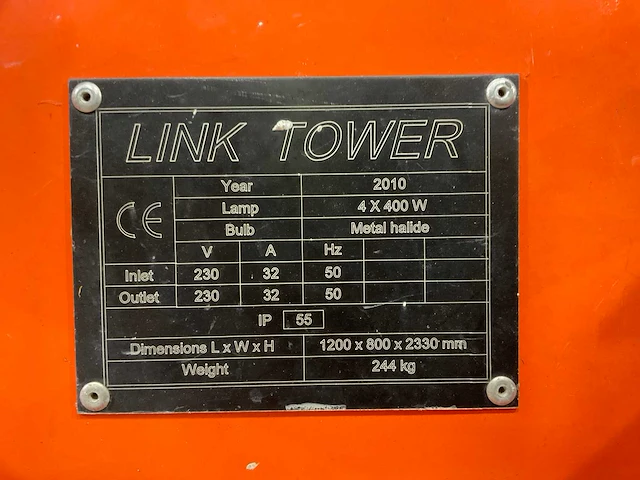 LINK TOWER
CE Year 2010
Lamp 4 X 400 W
Bulb Metal halide
V A Hz
Inlet 230 32 50
Outlet 230 32 50
IP 55
Dimensions L x W x H 1200 x 800 x 2330 mm
Weight 244 kg